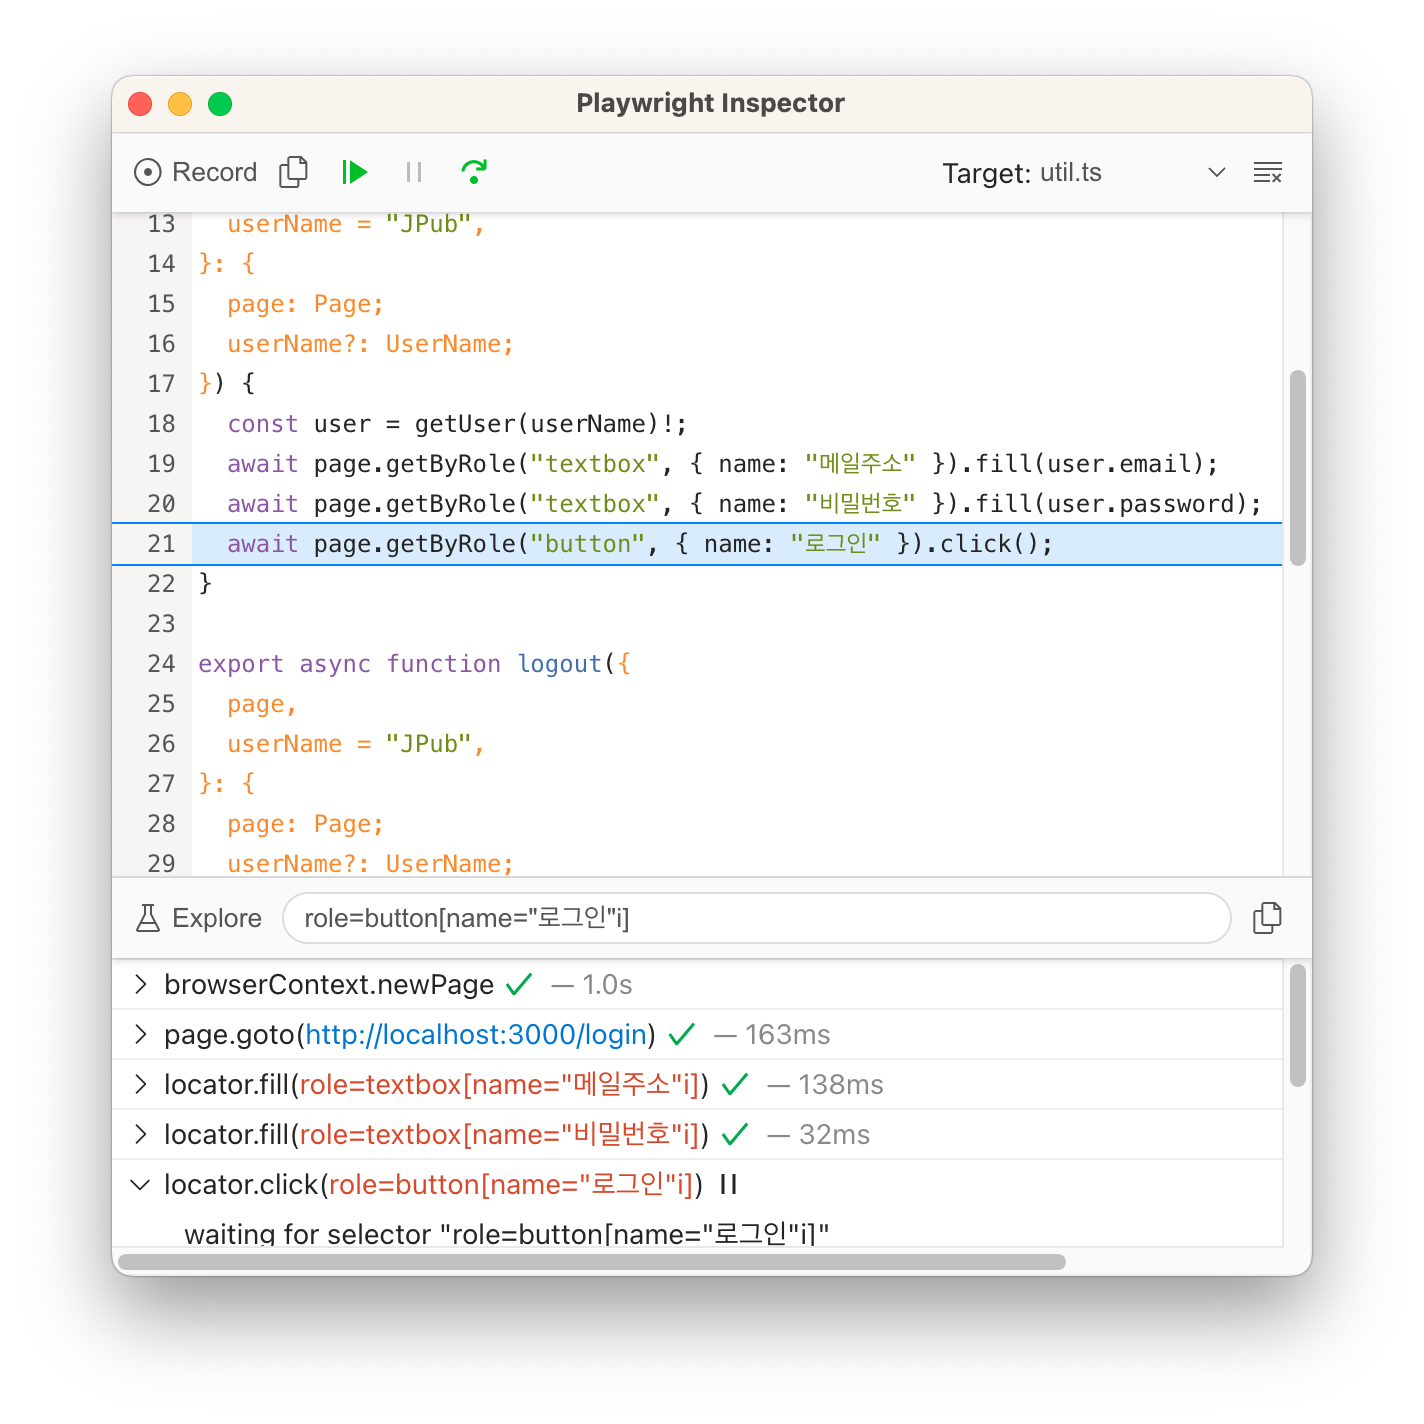 Playwright Inspector
Record Target: util.ts
13 userName = "JPub",
14 }: {
15 page: Page;
16 userName?: UserName;
17 }) {
18 const user = getUser(userName)!;
19 await page.getByRole("textbox", { name: "메일주소" }).fill(user.email);
20 await page.getByRole("textbox", { name: "비밀번호" }).fill(user.password);
21 await page.getByRole("button", { name: "로그인" }).click();
22 }
23
24 export async function logout({
25 page,
26 userName = "JPub",
27 }: {
28 page: Page;
29 userName?: UserName;
Explore role=button[name="로그인"i]
browserContext.newPage ✓ — 1.0s
page.goto(http://localhost:3000/login) ✓ — 163ms
locator.fill(role=textbox[name="메일주소"i]) ✓ — 138ms
locator.fill(role=textbox[name="비밀번호"i]) ✓ — 32ms
locator.click(role=button[name="로그인"i])
waiting for selector "role=button[name="로그인"i]"